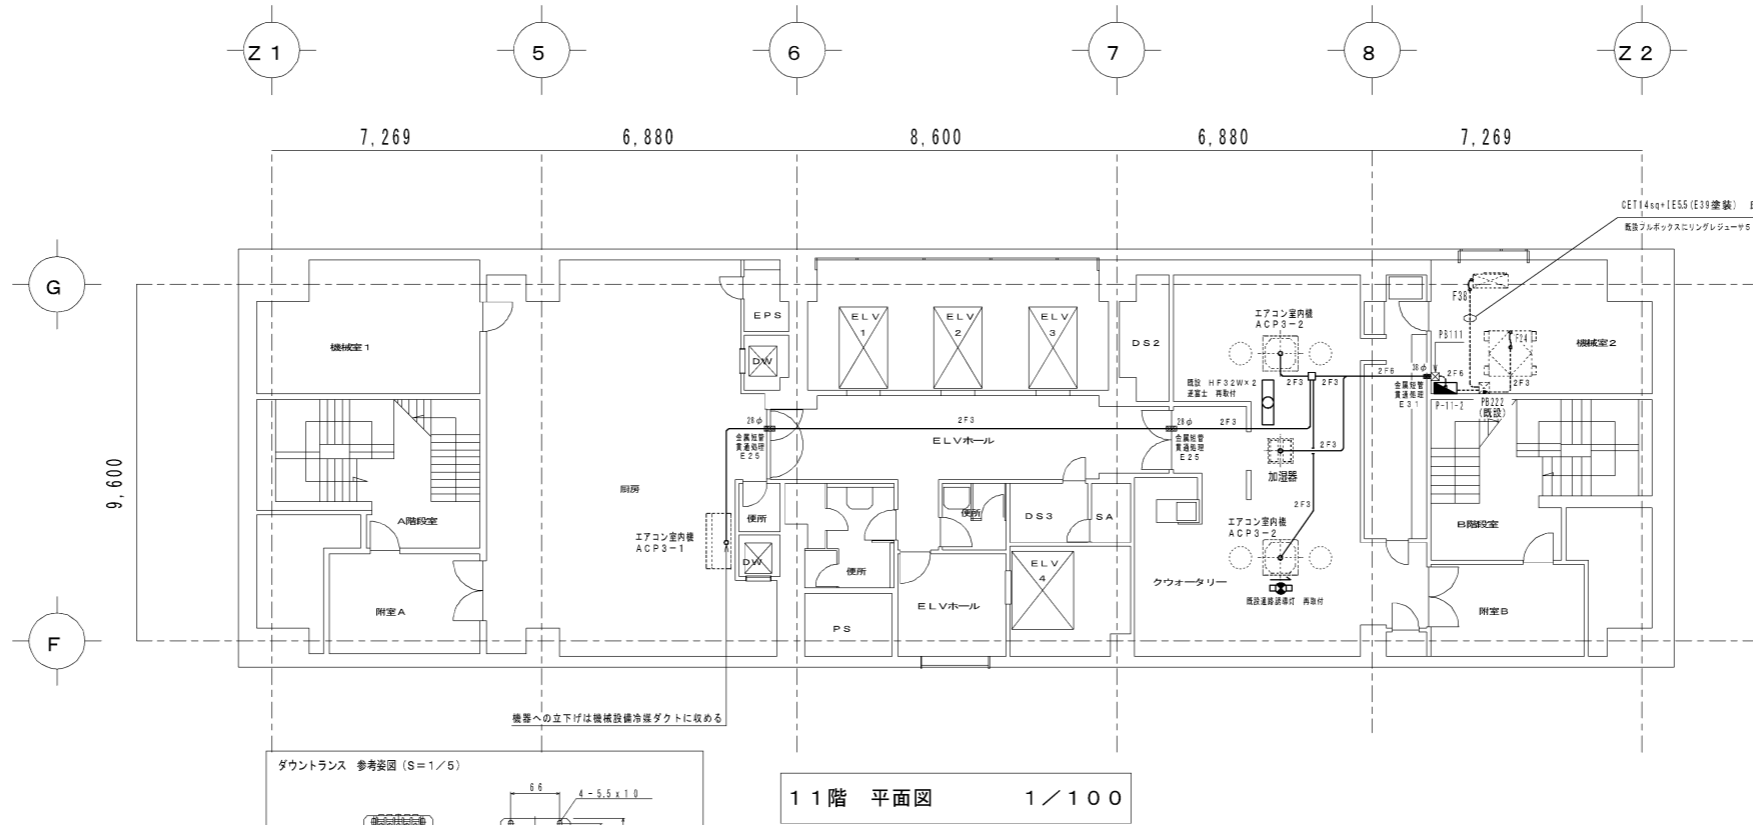 Z1
5
6
7
8
Z2
7,269
6,880
8,600
6,880
7,269
G
F
9,600
CET14sq+IE5.5(E39塗装)
既設プルボックスにリングレジューサ5
機械室1
EPS
DW
ELV
1
ELV
2
ELV
3
DS2
エアコン室内機
ACP3-2
F38
PB111
F24
機械室2
既設 HF32W×2
逆富士 再取付
2F3
2F3
2F6
38φ
2F6
2F3
金属短管
貫通処理
E31
P-11-2
PB222
(既設)
28φ
2F3
28φ
2F3
金属短管
貫通処理
E25
ELVホール
金属短管
貫通処理
E25
2F3
加湿器
厨房
A階段室
便所
便所
DS3
SA
2F3
B階段室
エアコン室内機
ACP3-1
エアコン室内機
ACP3-2
DW
便所
ELV
4
クウォータリー
既設通路誘導灯 再取付
附室A
ELVホール
附室B
PS
機器への立下げは機械設備冷媒ダクトに収める
ダウントランス 参考姿図(S=1/5)
66
4-5.5x10
11階 平面図 1/100